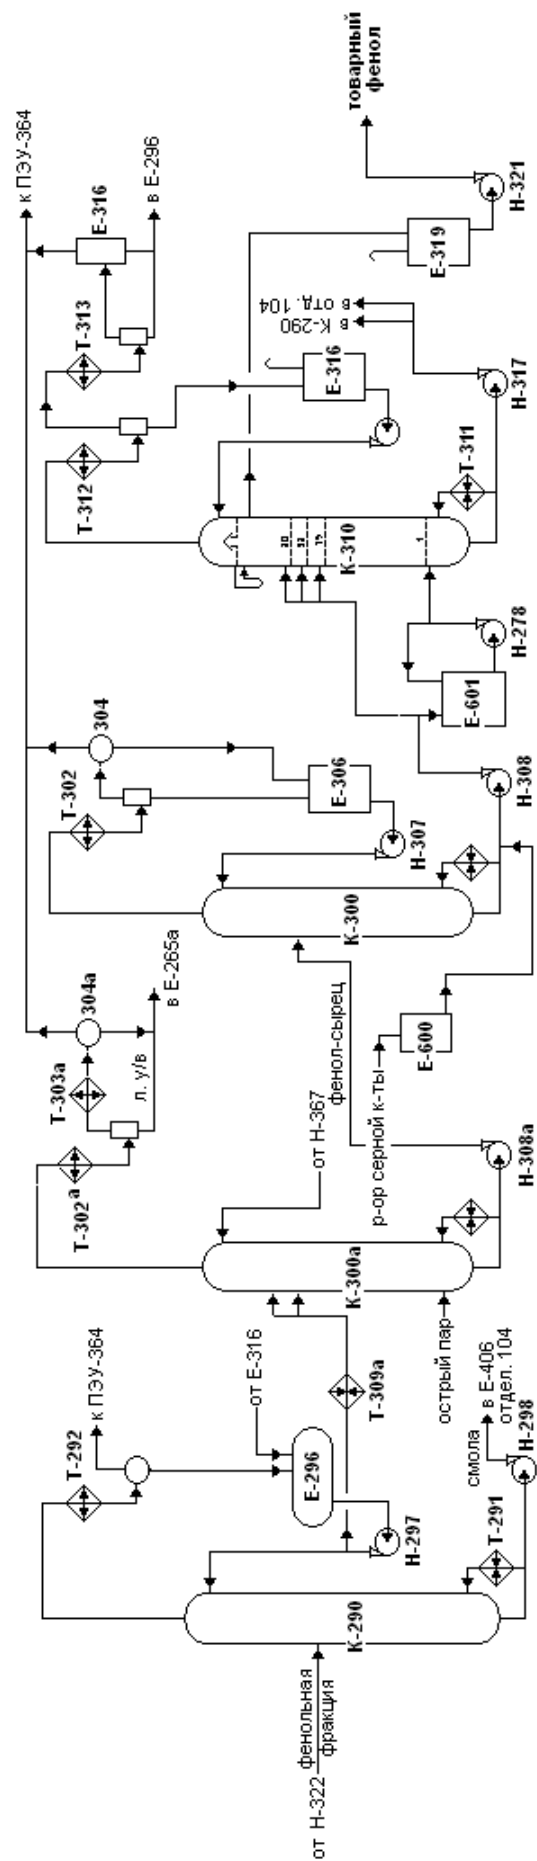 от Н-322
фенольная
фракция
К-290
Т-292
к ПЭУ-364
от Е-316
Е-296
Н-297
Т-291
смола
в Е-406
отдел. 104
Н-298
Т-309а
острый пар
К-300а
Т-302а
Т-303а
304а
л. у/в
в Е-265а
от Н-367
Н-308а
фенол-сырец
р-ор серной к-ты
Е-600
К-300
Т-302
304
Е-306
Н-307
Н-308
Е-601
Н-278
К-310
1
Т-312
Т-313
Е-316
к ПЭУ-364
в Е-296
Е-316
Т-311
Н-317
в К-290
в отд. 104
Е-319
Н-321
товарный
фенол